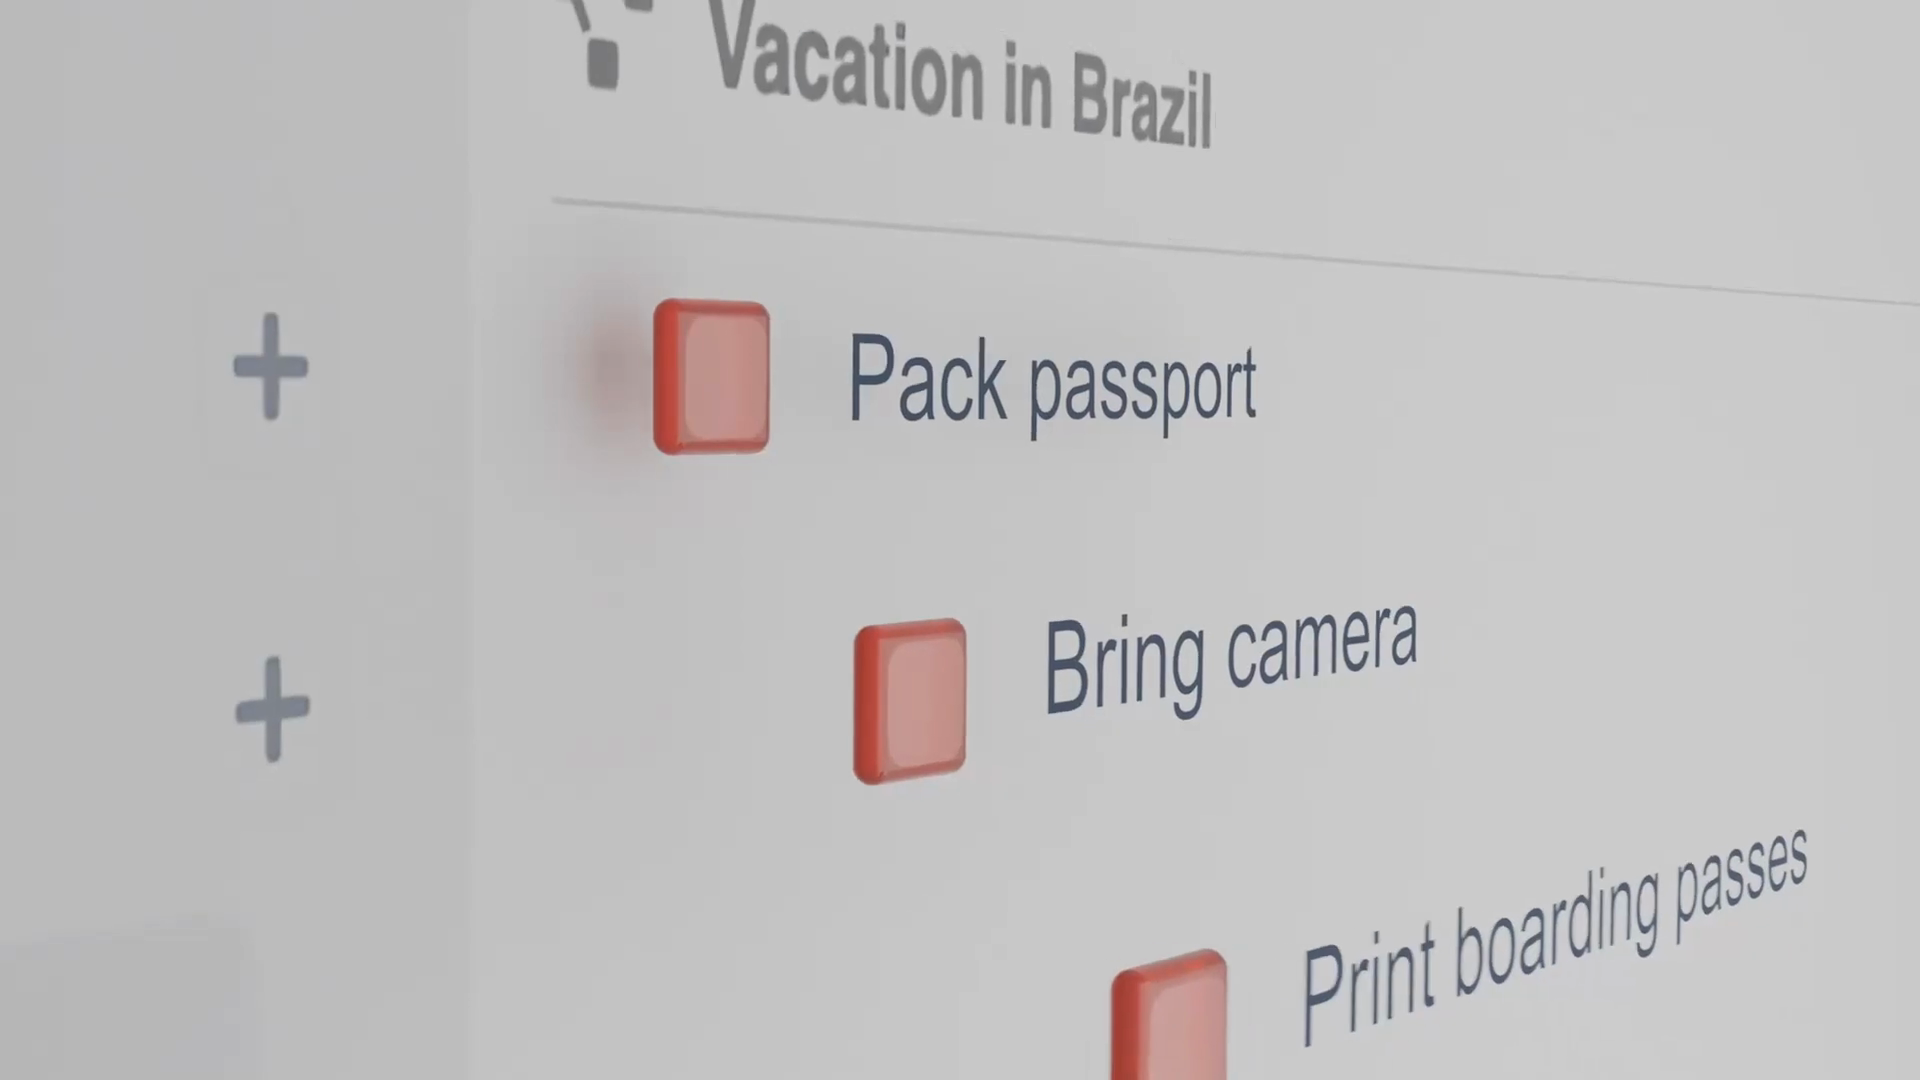 Vacation in Brazil
Pack passport
Bring camera
Print boarding passes